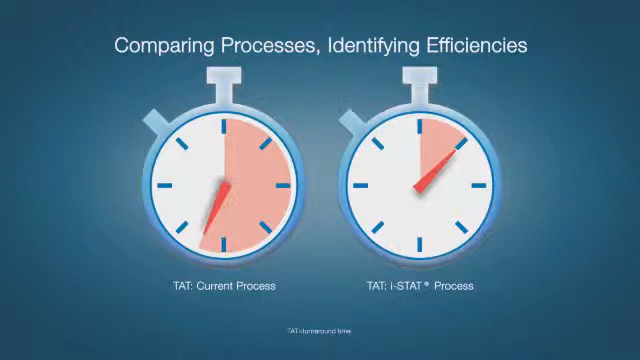 Comparing Processes, Identifying Efficiencies
TAT: Current Process
TAT: i-STAT® Process
TAT=turnaround time.